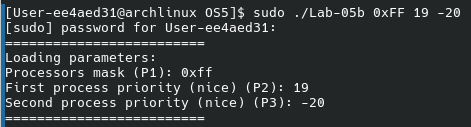 [User-ee4aed31@archlinux OS5]$ sudo ./Lab-05b 0xFF 19 -20
[sudo] password for User-ee4aed31:
=========================
Loading parameters:
Processors mask (P1): 0xff
First process priority (nice) (P2): 19
Second process priority (nice) (P3): -20
=========================